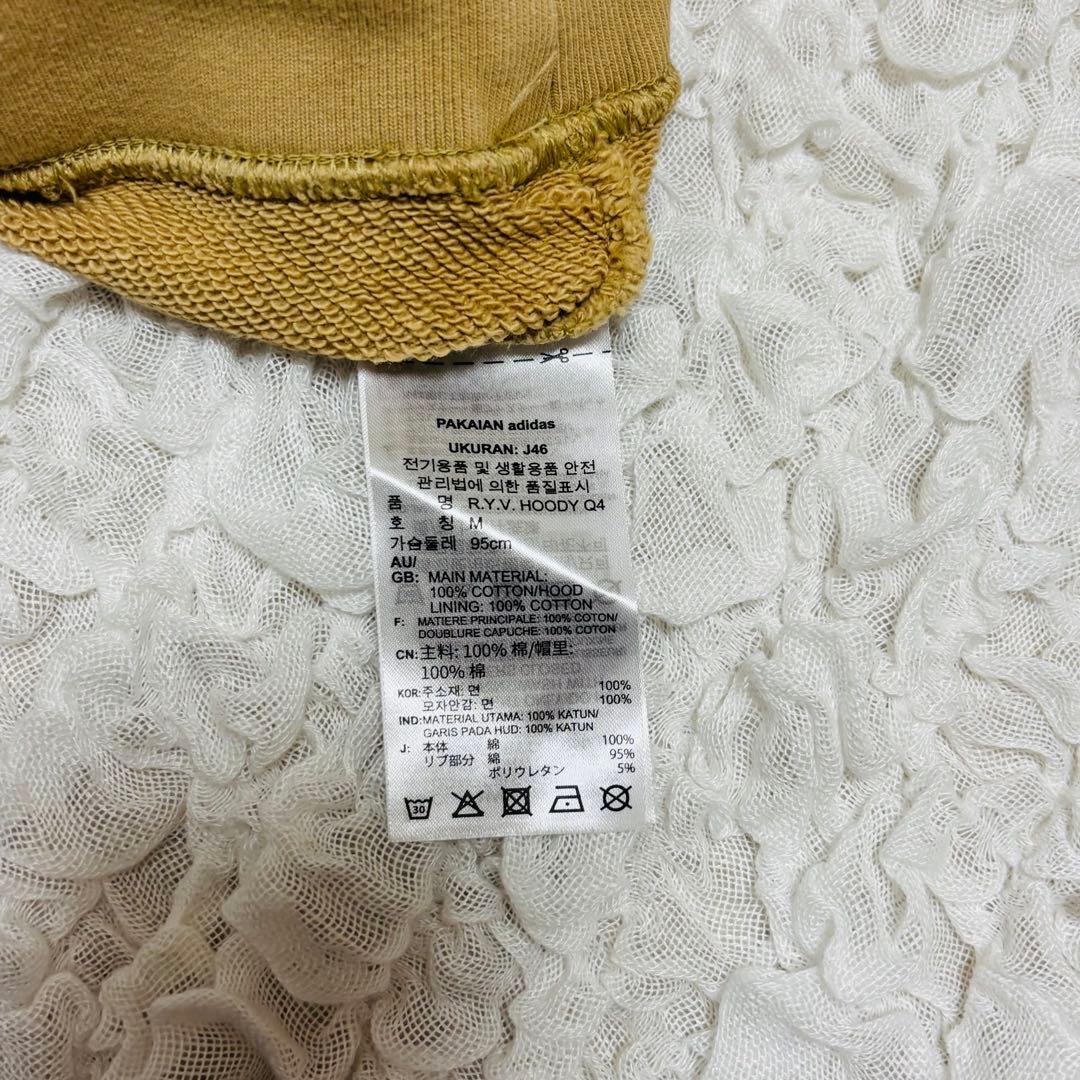 PAKAIAN adidas
UKURAN: J46
전기용품 및 생활용품 안전
관리법에 의한 품질표시
품 명 R.Y.V. HOODY Q4
호 칭 M
가슴둘레 95cm
AU/
GB: MAIN MATERIAL:
100% COTTON/HOOD
LINING: 100% COTTON
F: MATIERE PRINCIPALE: 100% COTON/
DOUBLURE CAPUCHE: 100% COTON
CN: 主料: 100% 棉/帽里:
100% 棉
KOR: 주소재: 면 100%
모자안감: 면 100%
IND: MATERIAL UTAMA: 100% KATUN/
GARIS PADA HUD: 100% KATUN
J: 本体 綿 100%
リブ部分 綿 95%
ポリウレタン 5%
30